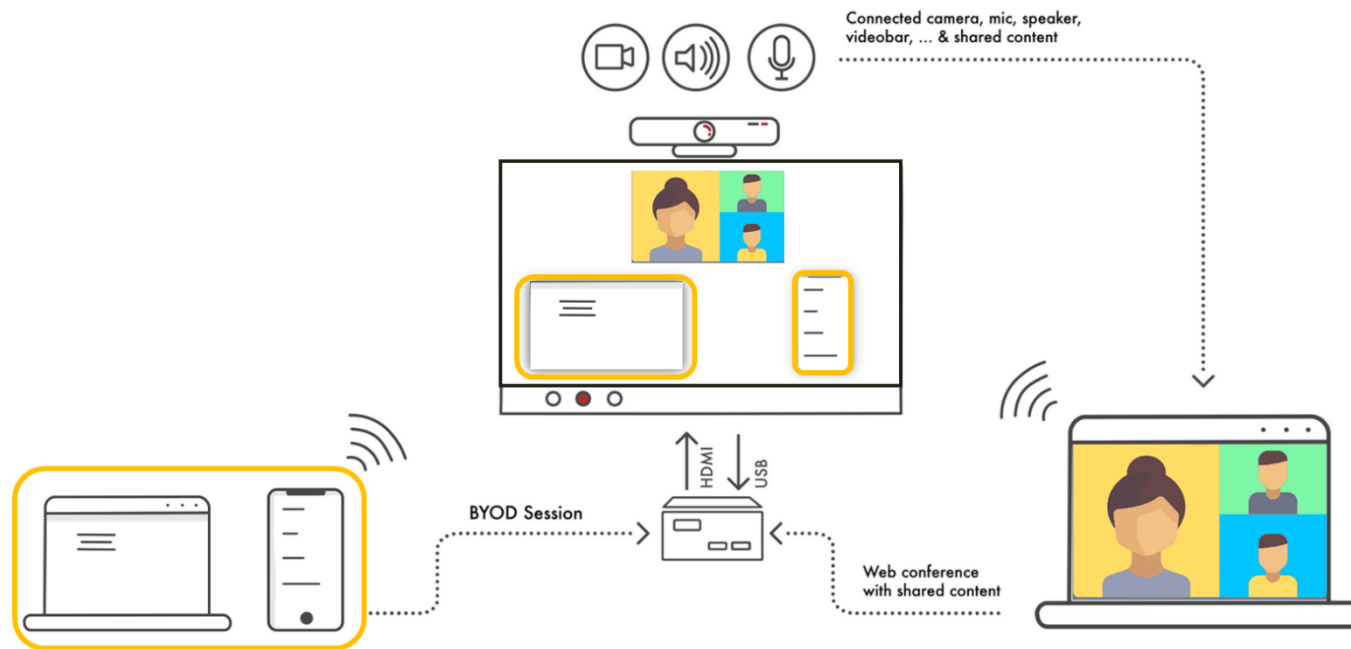 Connected camera, mic, speaker,
videobar, ... & shared content
HDMI
USB
BYOD Session
Web conference
with shared content